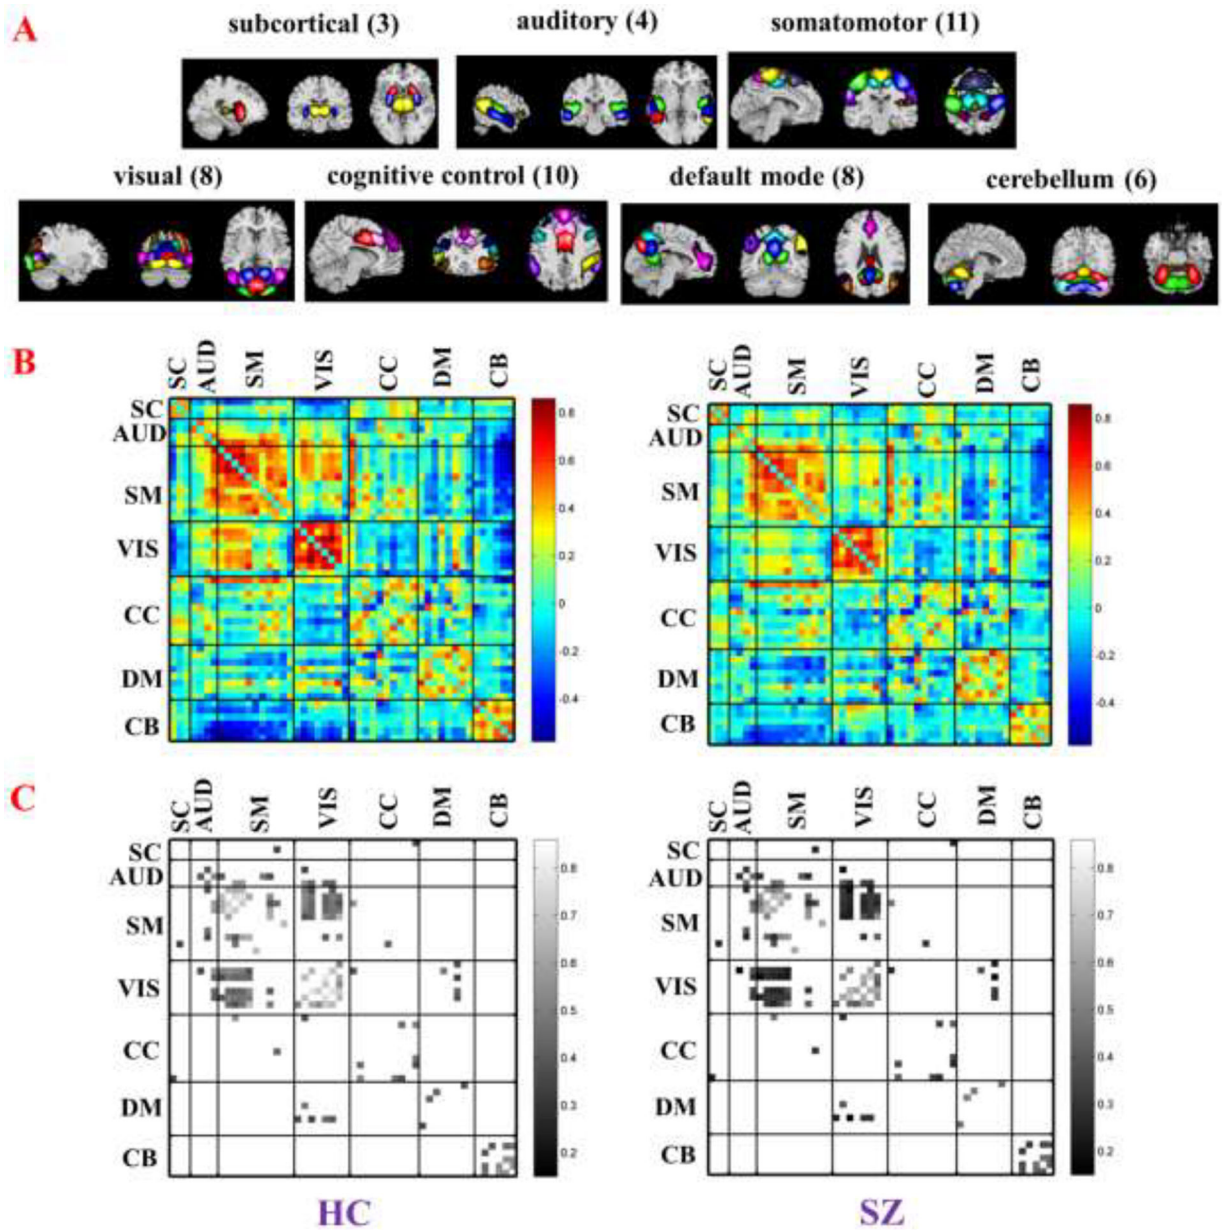 A
subcortical (3)
auditory (4)
somatomotor (11)
visual (8)
cognitive control (10)
default mode (8)
cerebellum (6)
B
SC AUD SM VIS CC DM CB
SC
AUD
SM
VIS
CC
DM
CB
0.8
0.6
0.4
0.2
0
-0.2
-0.4
SC AUD SM VIS CC DM CB
SC
AUD
SM
VIS
CC
DM
CB
0.8
0.6
0.4
0.2
0
-0.2
-0.4
C
SC AUD SM VIS CC DM CB
SC
AUD
SM
VIS
CC
DM
CB
0.8
0.7
0.6
0.5
0.4
0.3
0.2
HC
SC AUD SM VIS CC DM CB
SC
AUD
SM
VIS
CC
DM
CB
0.8
0.7
0.6
0.5
0.4
0.3
0.2
SZ